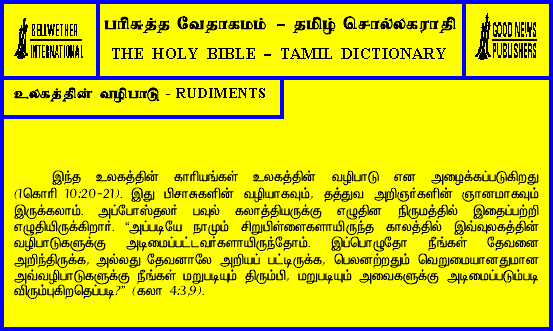 BELLWETHER
INTERNATIONAL
பரிசுத்த வேதாகமம் – தமிழ் சொல்லகராதி
THE HOLY BIBLE – TAMIL DICTIONARY
GOOD NEWS
PUBLISHERS
உலகத்தின் வழிபாடு - RUDIMENTS
இந்த உலகத்தின் காரியங்கள் உலகத்தின் வழிபாடு என அழைக்கப்படுகிறது
(1கொரி 10:20-21). இது பிசாசுகளின் வழியாகவும், தத்துவ அறிஞர்களின் ஞானமாகவும்
இருக்கலாம். அப்போஸ்தலர் பவுல் கலாத்தியருக்கு எழுதின நிருமத்தில் இதைப்பற்றி
எழுதியிருக்கிறார். “அப்படியே நாமும் சிறுபிள்ளைகளாயிருந்த காலத்தில் இவ்வுலகத்தின்
வழிபாடுகளுக்கு அடிமைப்பட்டவர்களாயிருந்தோம். இப்பொழுதோ நீங்கள் தேவனை
அறிந்திருக்க, அல்லது தேவனாலே அறியப் பட்டிருக்க, பெலனற்றதும் வெறுமையானதுமான
அவ்வழிபாடுகளுக்கு நீங்கள் மறுபடியும் திரும்பி, மறுபடியும் அவைகளுக்கு அடிமைப்படும்படி
விரும்புகிறதெப்படி?” (கலா 4:3,9).